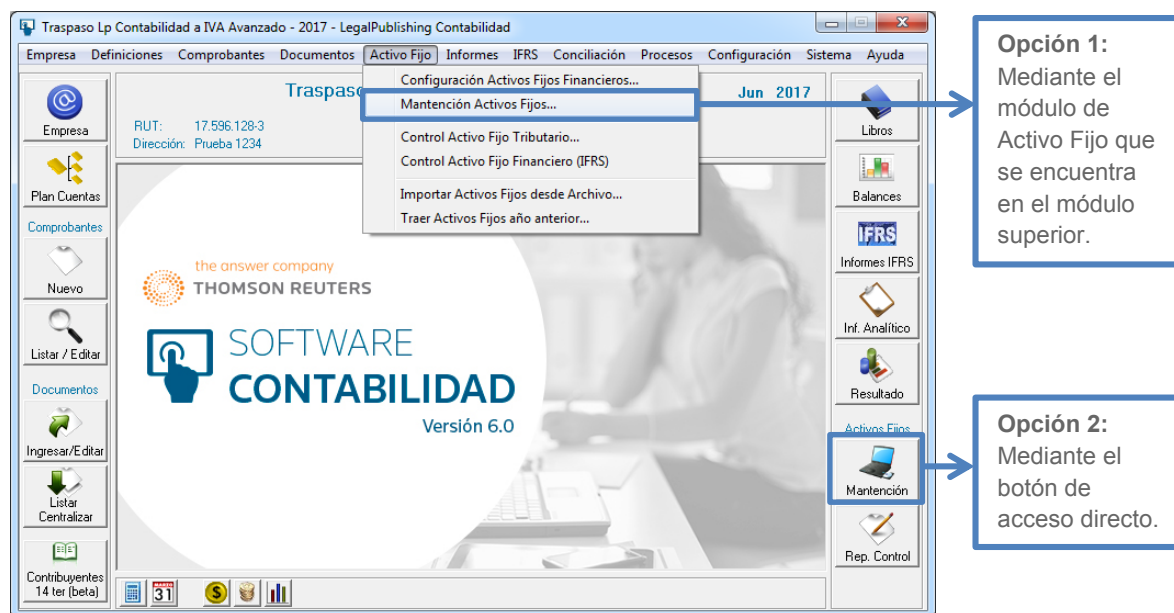 Traspaso Lp Contabilidad a IVA Avanzado - 2017 - LegalPublishing Contabilidad
Empresa Definiciones Comprobantes Documentos Activo Fijo Informes IFRS Conciliación Procesos Configuración Sistema Ayuda
Configuración Activos Fijos Financieros...
Mantención Activos Fijos...
Control Activo Fijo Tributario...
Control Activo Fijo Financiero (IFRS)
Importar Activos Fijos desde Archivo...
Traer Activos Fijos año anterior...
Traspaso
Jun 2017
RUT: 17.596.128-3
Dirección: Prueba 1234
Empresa
Plan Cuentas
Comprobantes
Nuevo
Listar / Editar
Documentos
Ingresar/Editar
Listar
Centralizar
Contribuyentes
14 ter (beta)
the answer company
THOMSON REUTERS
SOFTWARE
CONTABILIDAD
Versión 6.0
MARZO
31
$
Libros
Balances
IFRS
Informes IFRS
Inf. Analítico
Resultado
Activos Fijos
Mantención
Rep. Control
Opción 1:
Mediante el
módulo de
Activo Fijo que
se encuentra
en el módulo
superior.
Opción 2:
Mediante el
botón de
acceso directo.